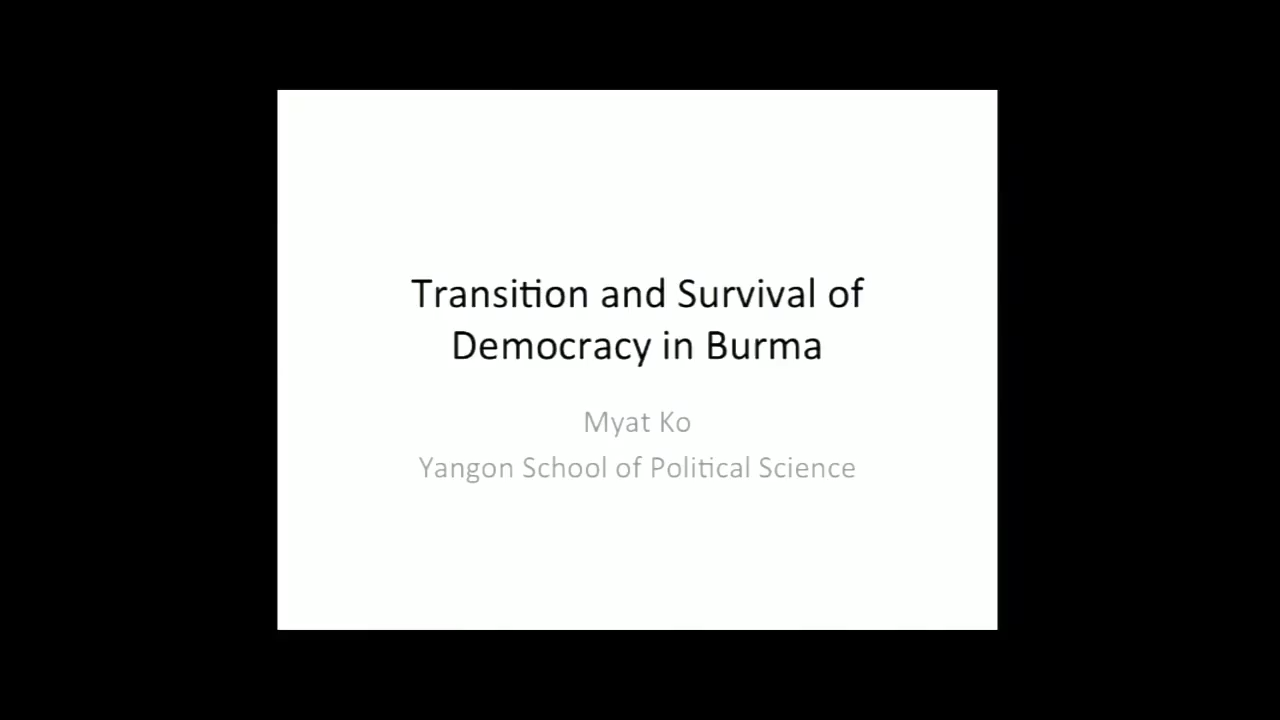 Transition and Survival of
Democracy in Burma
Myat Ko
Yangon School of Political Science